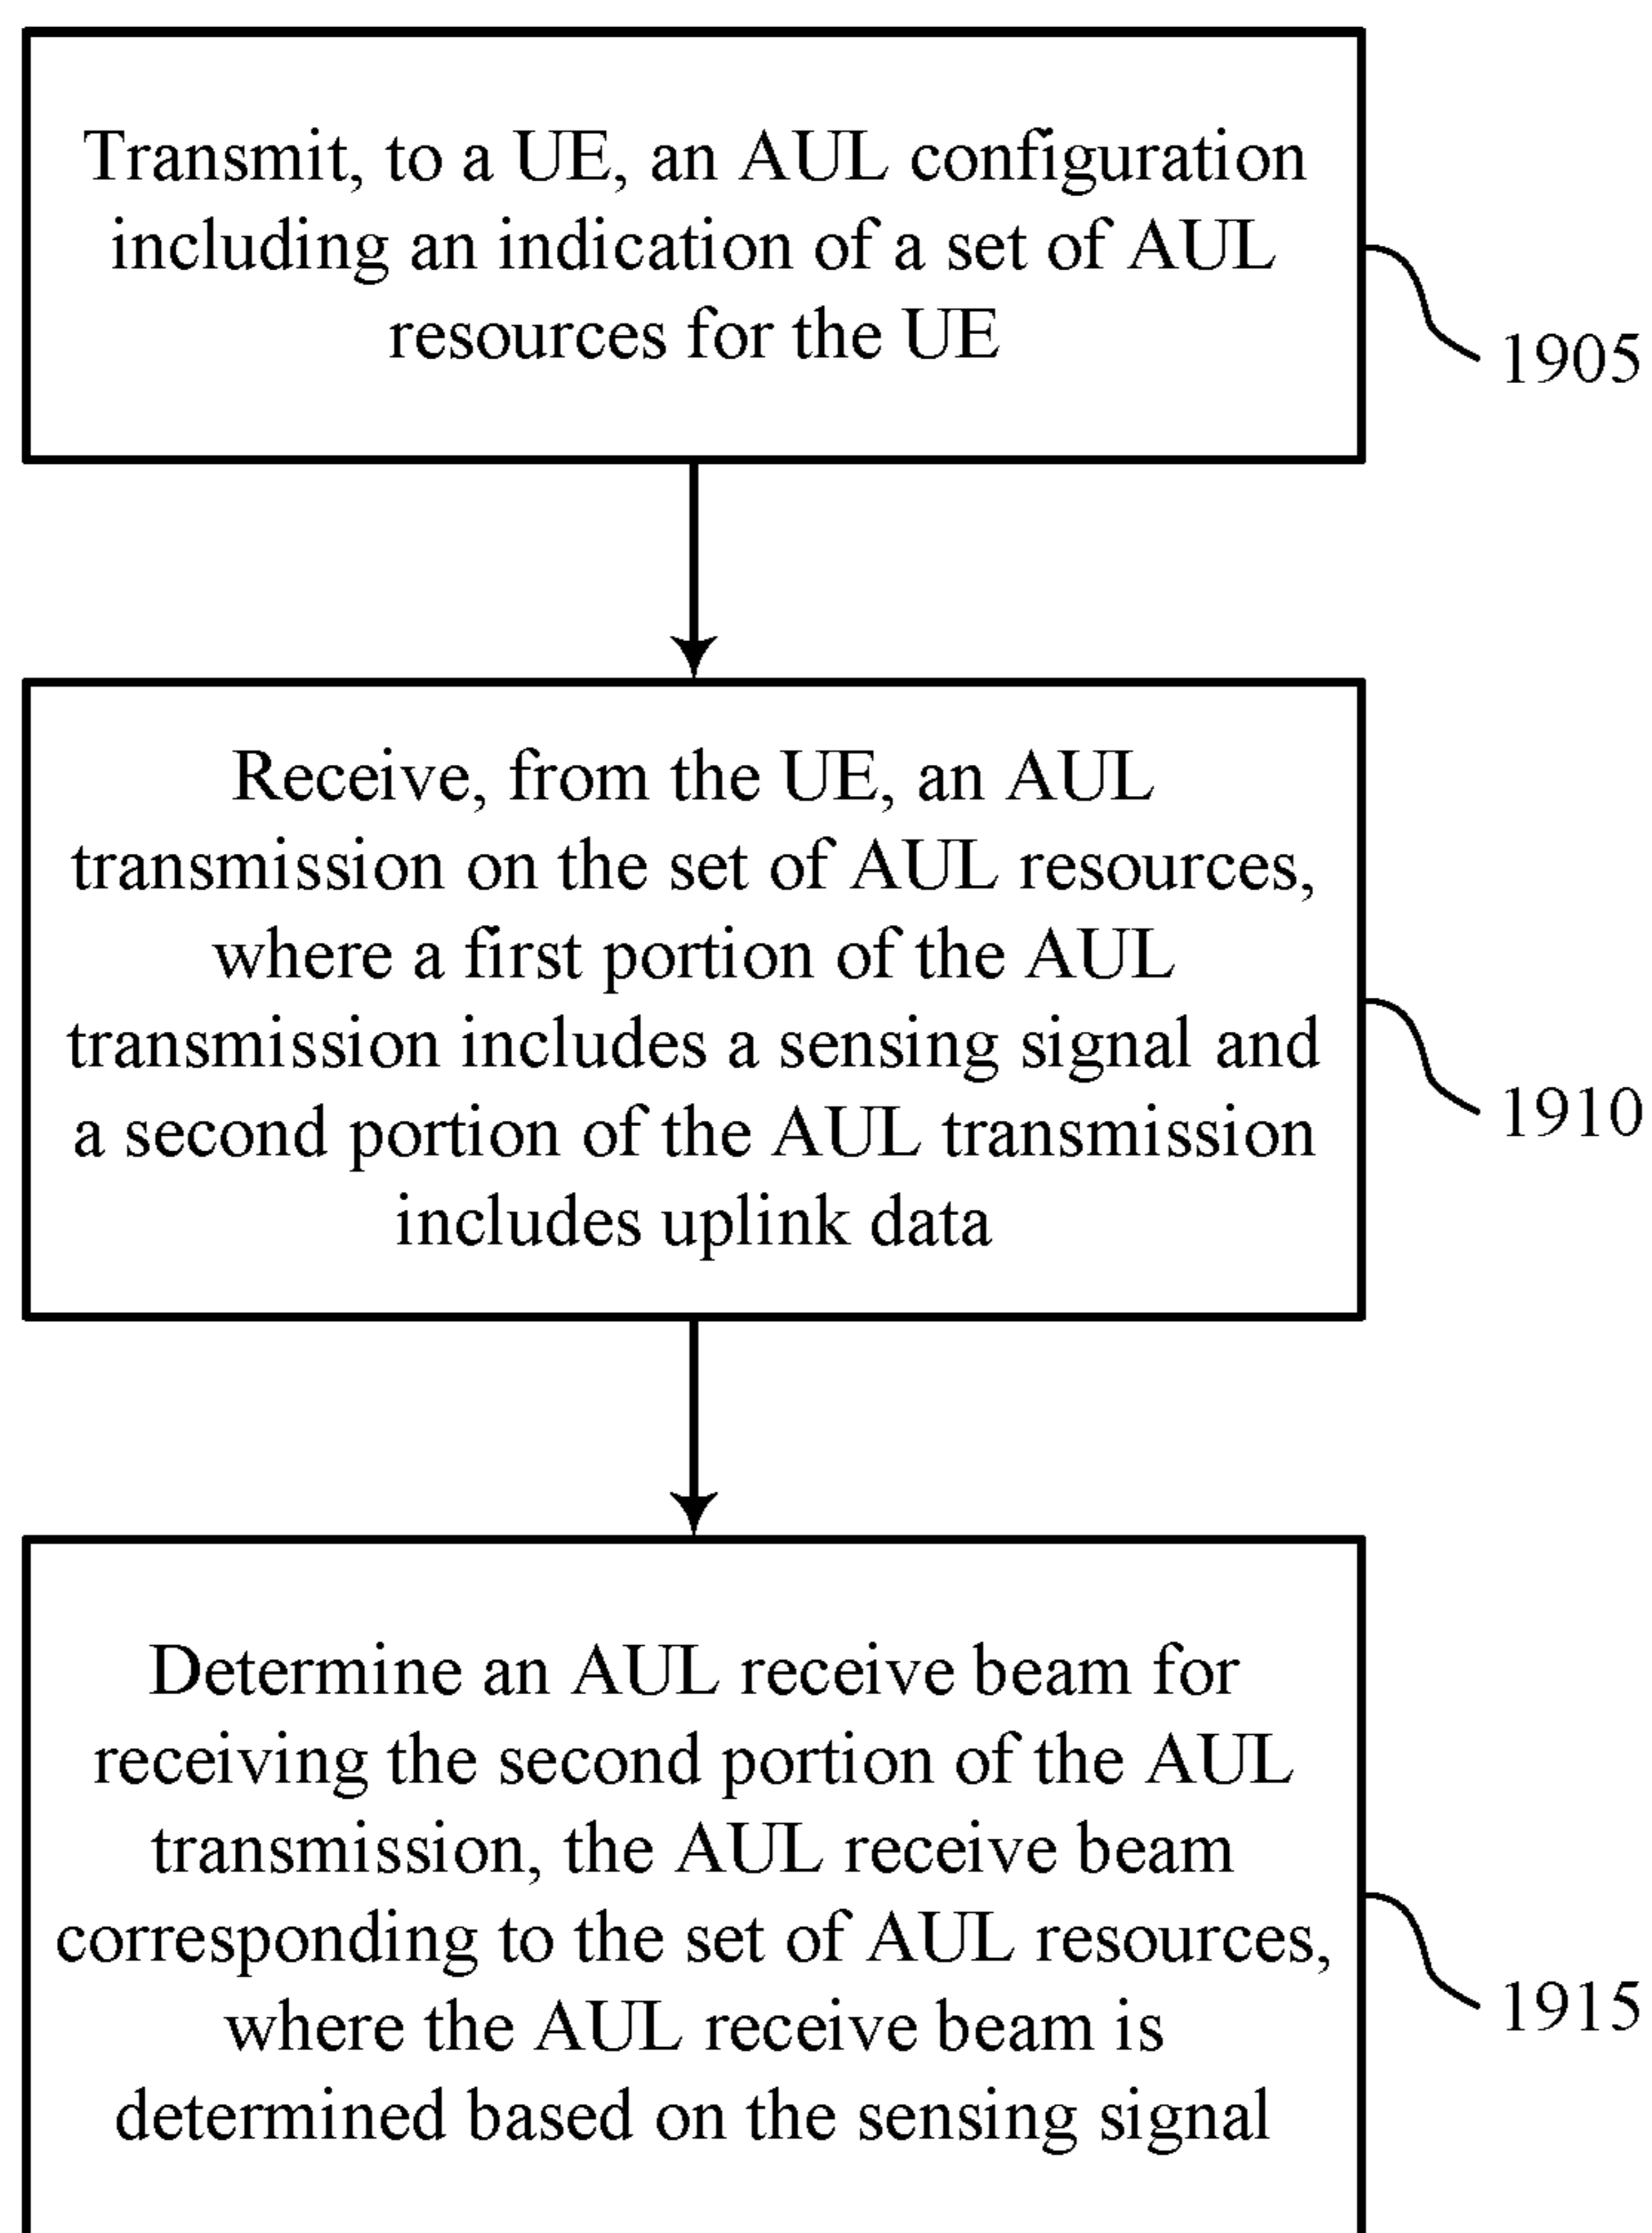 Transmit, to a UE, an AUL configuration
including an indication of a set of AUL
resources for the UE
1905
Receive, from the UE, an AUL
transmission on the set of AUL resources,
where a first portion of the AUL
transmission includes a sensing signal and
a second portion of the AUL transmission
includes uplink data
1910
Determine an AUL receive beam for
receiving the second portion of the AUL
transmission, the AUL receive beam
corresponding to the set of AUL resources,
where the AUL receive beam is
determined based on the sensing signal
1915